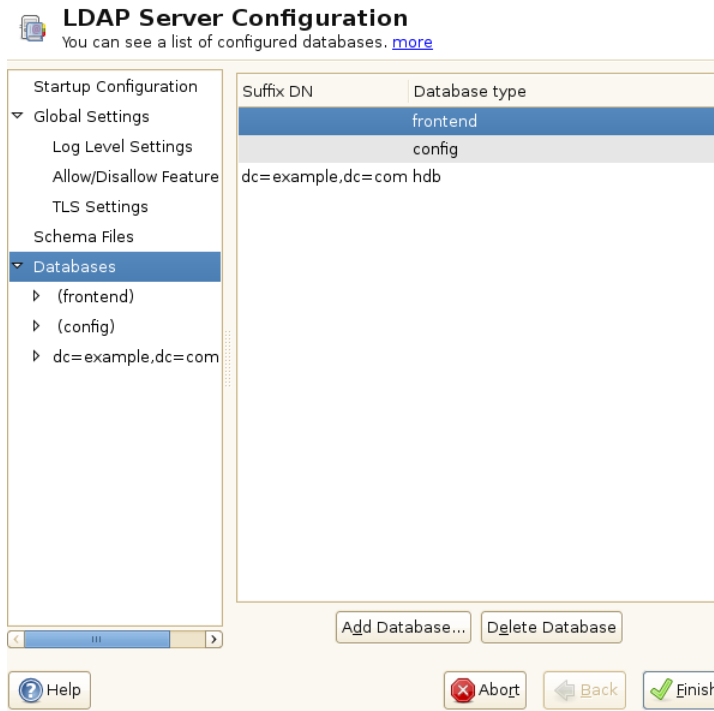 LDAP Server Configuration
You can see a list of configured databases. more
Startup Configuration
Global Settings
Log Level Settings
Allow/Disallow Feature
TLS Settings
Schema Files
Databases
(frontend)
(config)
dc=example,dc=com
Suffix DN Database type
frontend
config
dc=example,dc=com hdb
Add Database... Delete Database
Help Abort Back Finish